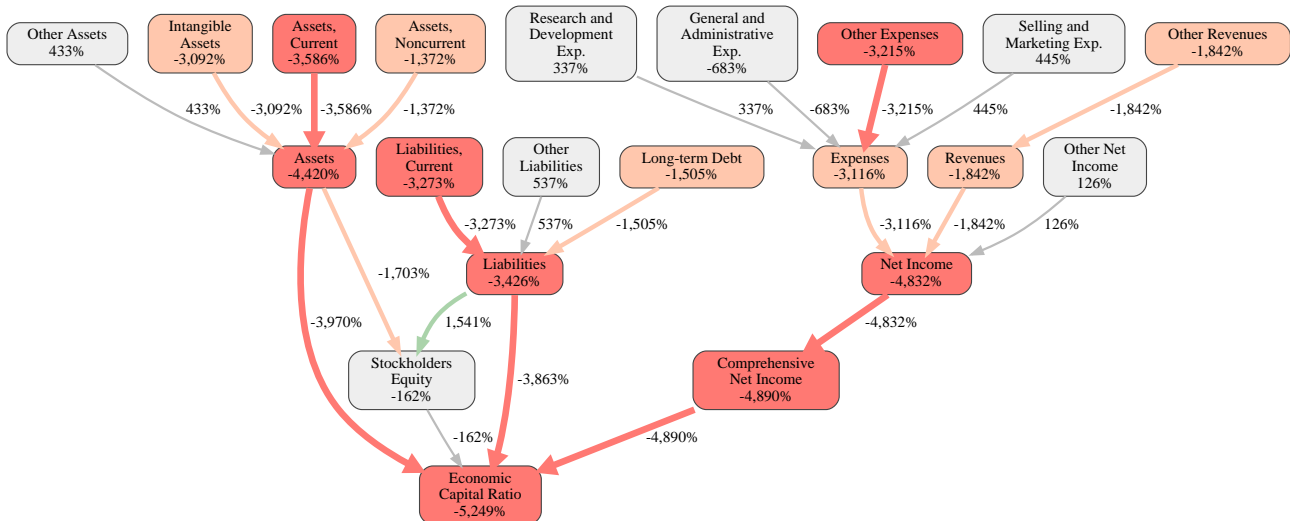 Other Assets
433%
Intangible
Assets
-3,092%
Assets,
Current
-3,586%
Assets,
Noncurrent
-1,372%
Research and
Development
Exp.
337%
General and
Administrative
Exp.
-683%
Other Expenses
-3,215%
Selling and
Marketing Exp.
445%
Other Revenues
-1,842%
433%
-3,092%
-3,586%
-1,372%
337%
-683%
-3,215%
445%
-1,842%
Assets
-4,420%
Liabilities,
Current
-3,273%
Other
Liabilities
537%
Long-term Debt
-1,505%
Expenses
-3,116%
Revenues
-1,842%
Other Net
Income
126%
-3,273%
537%
-1,505%
-3,116%
-1,842%
126%
-1,703%
Liabilities
-3,426%
Net Income
-4,832%
-3,970%
1,541%
-4,832%
Stockholders
Equity
-162%
-3,863%
Comprehensive
Net Income
-4,890%
-162%
-4,890%
Economic
Capital Ratio
-5,249%